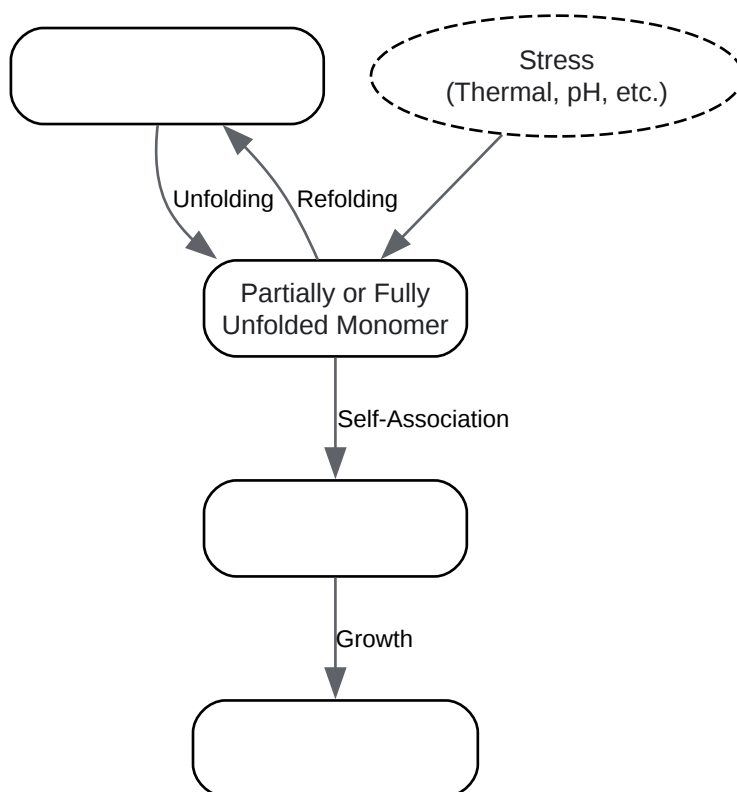 Stress
(Thermal, pH, etc.)
Unfolding
Refolding
Partially or Fully
Unfolded Monomer
Self-Association
Growth